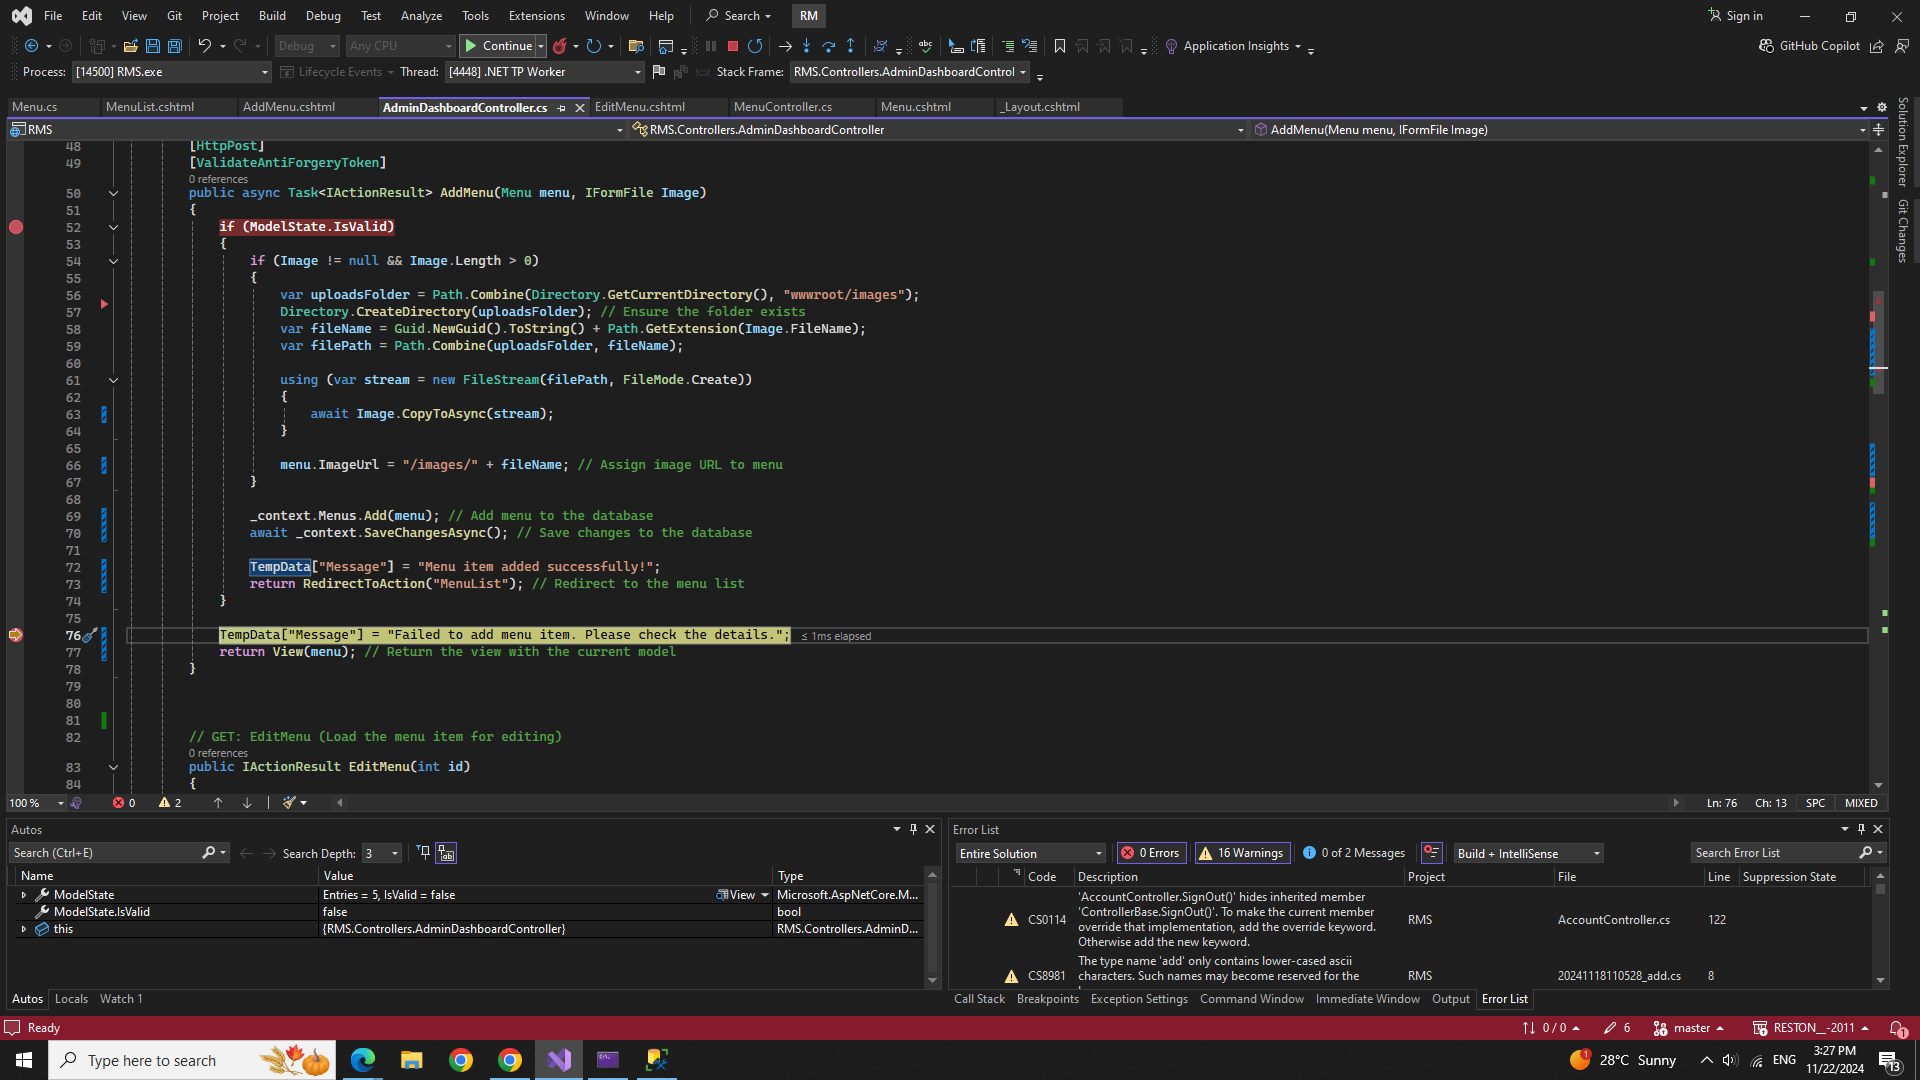 File Edit View Git Project Build Debug Test Analyze Tools Extensions Window Help Search RM Sign in
Debug Any CPU Continue Application Insights GitHub Copilot
Process: [14500] RMS.exe Lifecycle Events Thread: [4448] .NET TP Worker Stack Frame: RMS.Controllers.AdminDashboardControl
Menu.cs MenuList.cshtml AddMenu.cshtml AdminDashboardController.cs EditMenu.cshtml MenuController.cs Menu.cshtml _Layout.cshtml
RMS RMS.Controllers.AdminDashboardController AddMenu(Menu menu, IFormFile Image)
Solution Explorer
Git Changes
48 [HttpPost]
49 [ValidateAntiForgeryToken]
0 references
50 public async Task<IActionResult> AddMenu(Menu menu, IFormFile Image)
51 {
52 if (ModelState.IsValid)
53 {
54 if (Image != null && Image.Length > 0)
55 {
56 var uploadsFolder = Path.Combine(Directory.GetCurrentDirectory(), "wwwroot/images");
57 Directory.CreateDirectory(uploadsFolder); // Ensure the folder exists
58 var fileName = Guid.NewGuid().ToString() + Path.GetExtension(Image.FileName);
59 var filePath = Path.Combine(uploadsFolder, fileName);
60
61 using (var stream = new FileStream(filePath, FileMode.Create))
62 {
63 await Image.CopyToAsync(stream);
64 }
65
66 menu.ImageUrl = "/images/" + fileName; // Assign image URL to menu
67 }
68
69 _context.Menus.Add(menu); // Add menu to the database
70 await _context.SaveChangesAsync(); // Save changes to the database
71
72 TempData["Message"] = "Menu item added successfully!";
73 return RedirectToAction("MenuList"); // Redirect to the menu list
74 }
75
76 TempData["Message"] = "Failed to add menu item. Please check the details."; ≤ 1ms elapsed
77 return View(menu); // Return the view with the current model
78 }
79
80
81
82 // GET: EditMenu (Load the menu item for editing)
0 references
83 public IActionResult EditMenu(int id)
84 {
100 % 0 2 Ln: 76 Ch: 13 SPC MIXED
Autos
Search (Ctrl+E) Search Depth: 3
Name Value Type
ModelState Entries = 5, IsValid = false View Microsoft.AspNetCore.M...
ModelState.IsValid false bool
this {RMS.Controllers.AdminDashboardController} RMS.Controllers.AdminD...
Autos Locals Watch 1
Error List
Entire Solution 0 Errors 16 Warnings 0 of 2 Messages Build + IntelliSense Search Error List
Code Description Project File Line Suppression State
CS0114 'AccountController.SignOut()' hides inherited member 'ControllerBase.SignOut()'. To make the current member override that implementation, add the override keyword. Otherwise add the new keyword. RMS AccountController.cs 122
CS8981 The type name 'add' only contains lower-cased ascii characters. Such names may become reserved for the RMS 20241118110528_add.cs 8
Call Stack Breakpoints Exception Settings Command Window Immediate Window Output Error List
Ready 0 / 0 6 master RESTON__-2011 1
Type here to search 1 28°C Sunny ENG 3:27 PM 11/22/2024 13